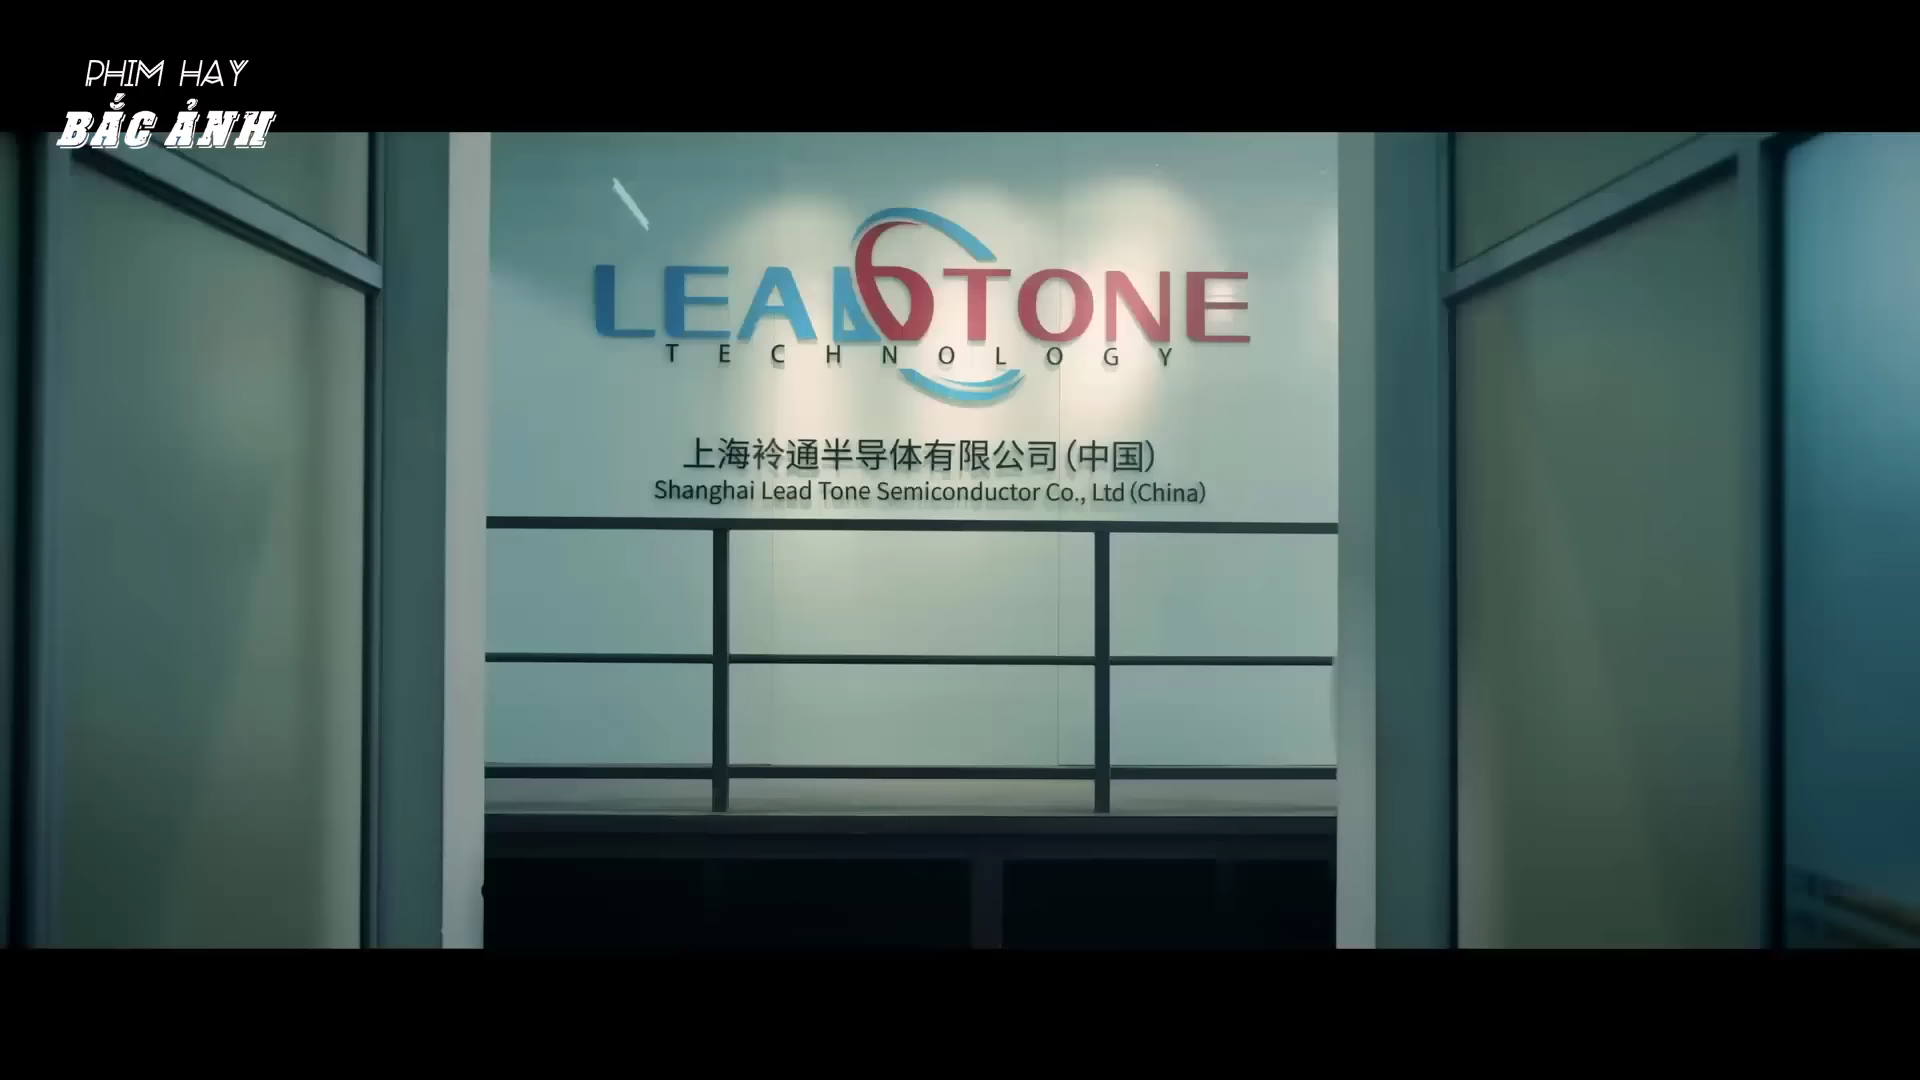 PHIM HAY
BẮC ẢNH
LEADTONE
TECHNOLOGY
上海衿通半导体有限公司(中国)
Shanghai Lead Tone Semiconductor Co., Ltd (China)